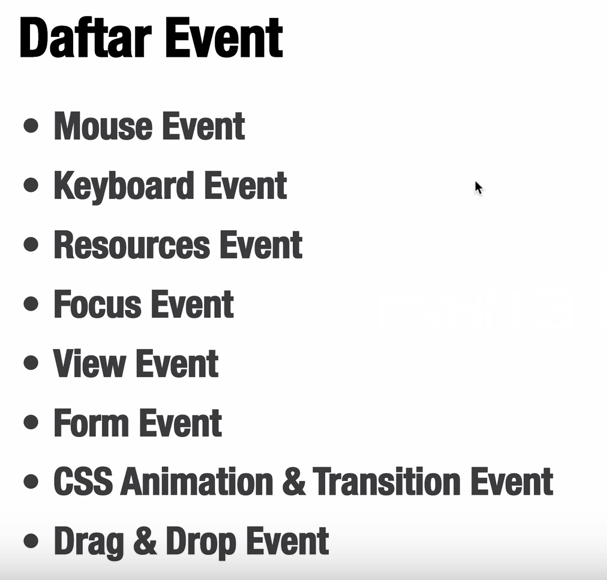 Daftar Event
• Mouse Event
• Keyboard Event
• Resources Event
• Focus Event
• View Event
• Form Event
• CSS Animation & Transition Event
• Drag & Drop Event